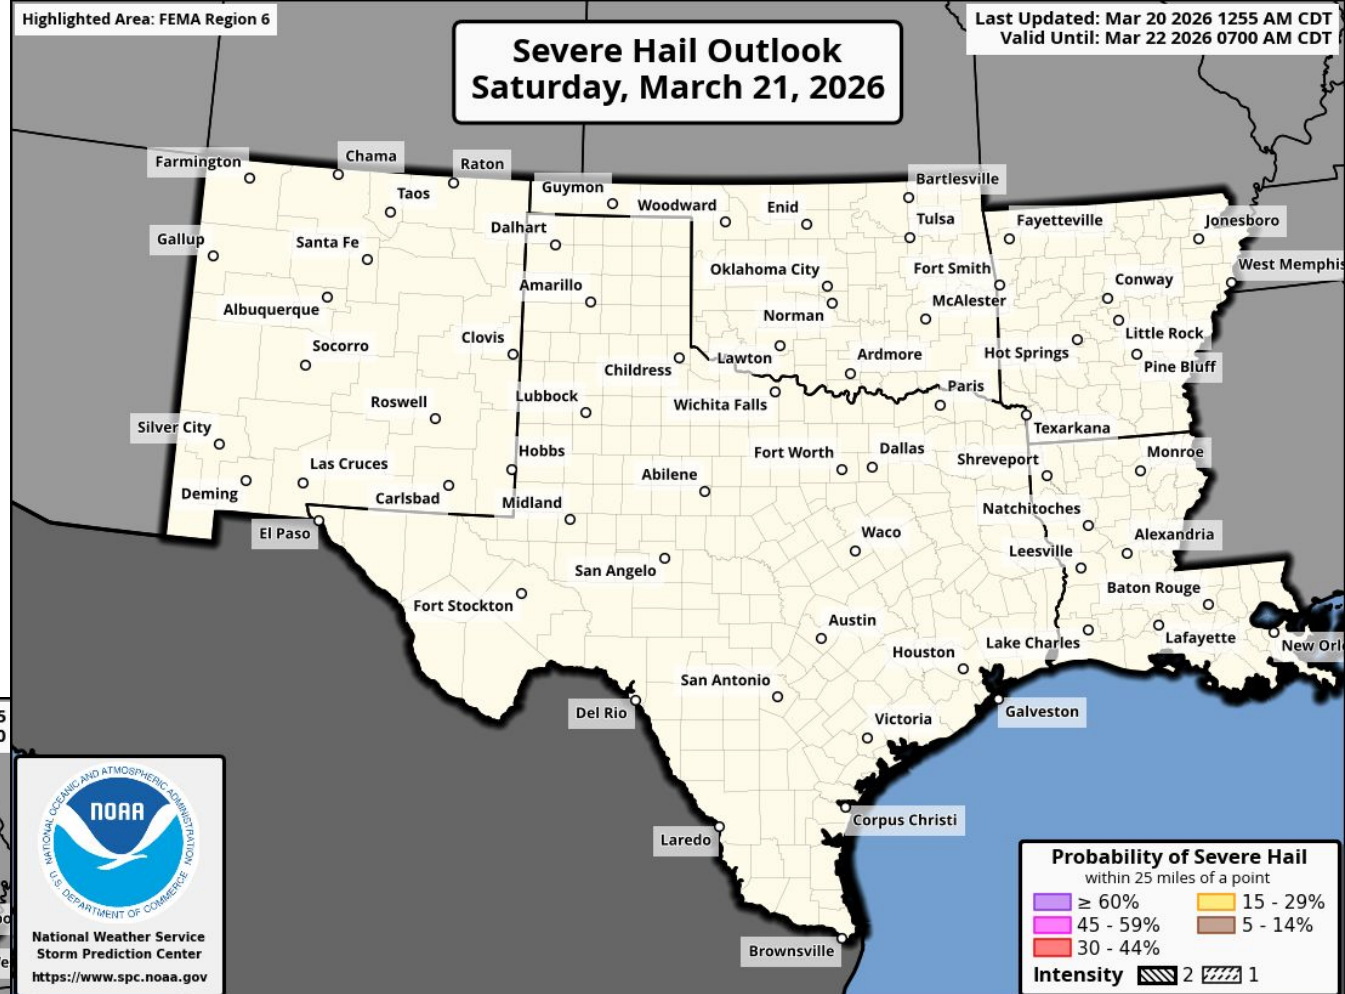 Highlighted Area: FEMA Region 6
Severe Hail Outlook
Saturday, March 21, 2026
Last Updated: Mar 20 2026 1255 AM CDT
Valid Until: Mar 22 2026 0700 AM CDT
Farmington
Chama
Raton
Guymon
Bartlesville
Taos
Woodward
Enid
Tulsa
Fayetteville
Jonesboro
Gallup
Santa Fe
Dalhart
Oklahoma City
Fort Smith
West Memphis
Albuquerque
Amarillo
Norman
McAlester
Conway
Socorro
Clovis
Childress
Lawton
Ardmore
Hot Springs
Little Rock
Pine Bluff
Roswell
Lubbock
Wichita Falls
Paris
Texarkana
Silver City
Las Cruces
Hobbs
Abilene
Fort Worth
Dallas
Shreveport
Monroe
Deming
Carlsbad
Midland
Natchitoches
El Paso
San Angelo
Waco
Leesville
Alexandria
Fort Stockton
Austin
Baton Rouge
Houston
Lake Charles
Lafayette
New Orl
San Antonio
Del Rio
Victoria
Galveston
Laredo
Corpus Christi
Brownsville
5
0
NATIONAL OCEANIC AND ATMOSPHERIC ADMINISTRATION
NOAA
U.S. DEPARTMENT OF COMMERCE
National Weather Service
Storm Prediction Center
https://www.spc.noaa.gov
Probability of Severe Hail
within 25 miles of a point
≥ 60%
15 - 29%
45 - 59%
5 - 14%
30 - 44%
Intensity 2 1